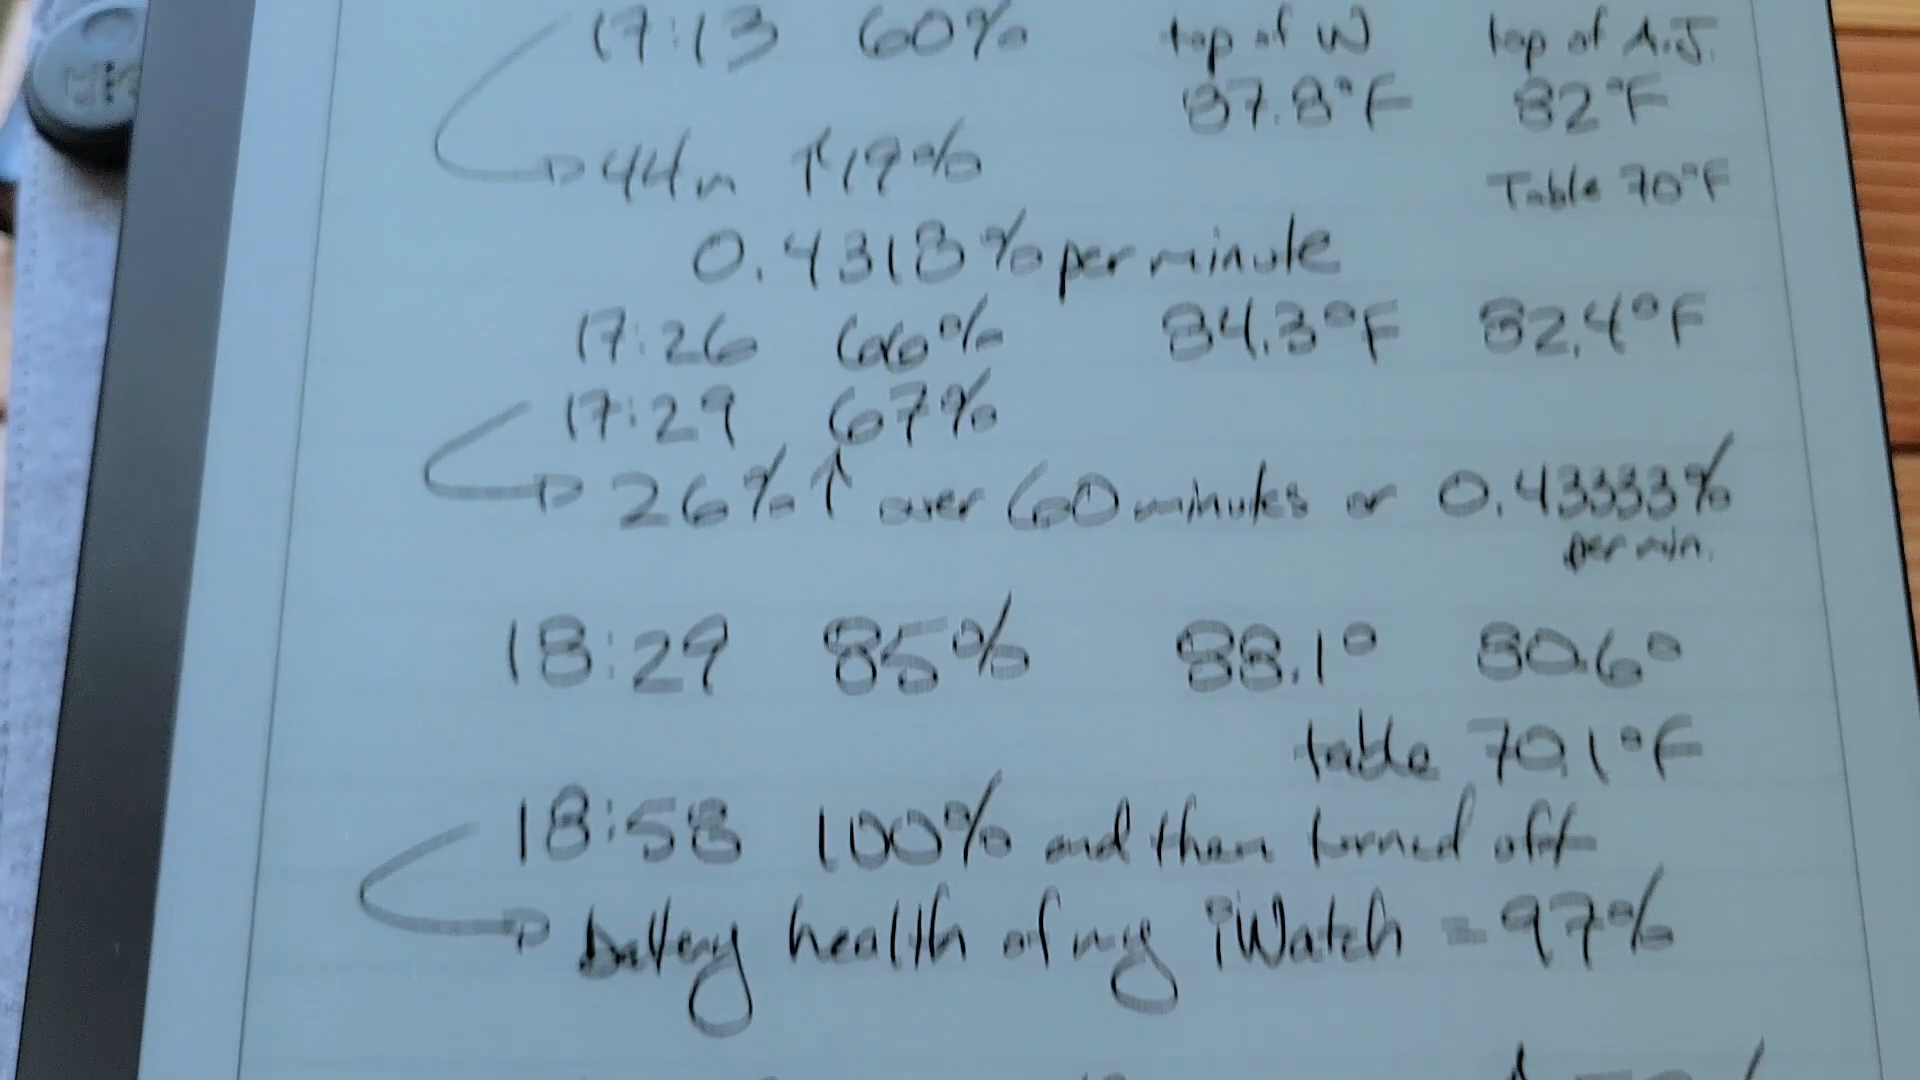 17:13 60% top of W top of A.J.
87.8°F 82°F
44m ↑19%
Table 70°F
0.4318% per minute
17:26 66% 84.3°F 82.4°F
17:29 67%
26%↑ over 60 minutes or 0.43333%
per min.
18:29 85% 88.1° 80.6°
table 70.1°F
18:58 100% and then turned off
battery health of my iWatch = 97%